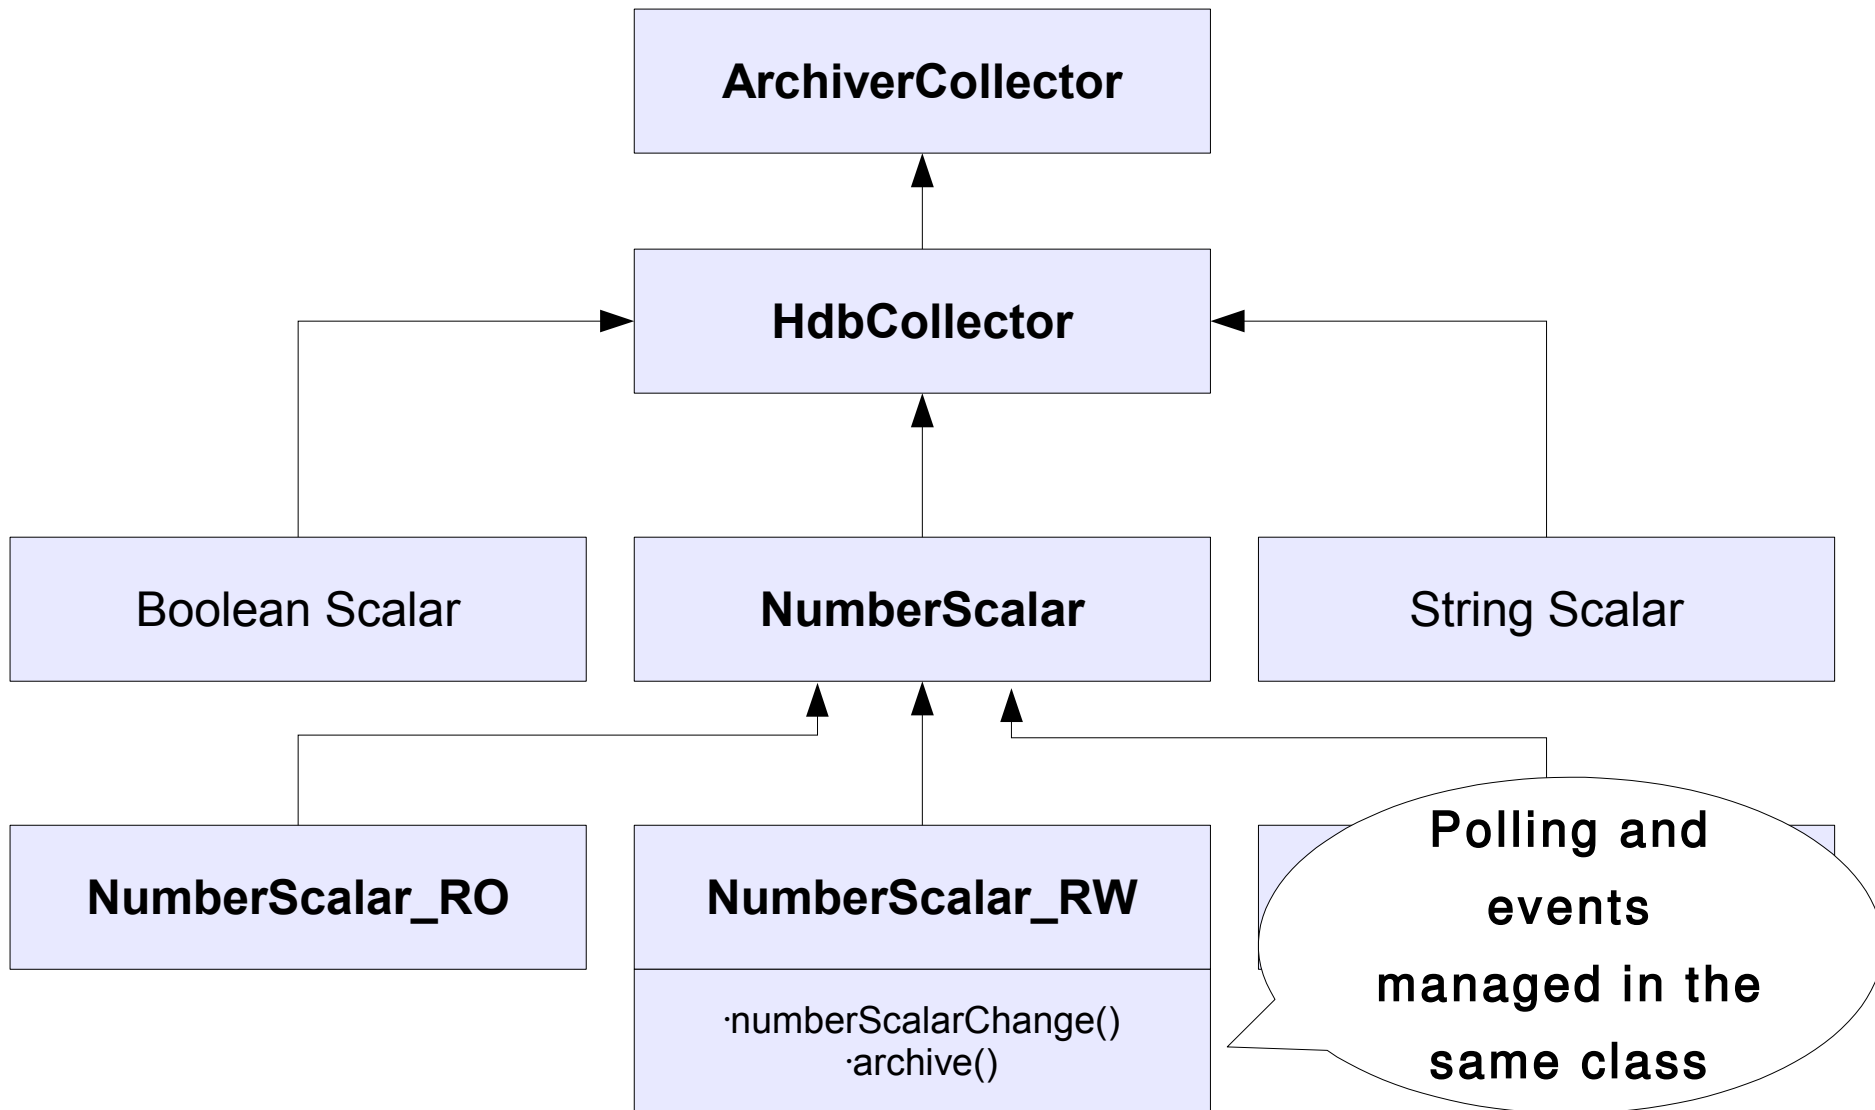 ArchiverCollector
HdbCollector
Boolean Scalar
NumberScalar
String Scalar
NumberScalar_RO
NumberScalar_RW
·numberScalarChange()
·archive()
Polling and
events
managed in the
same class